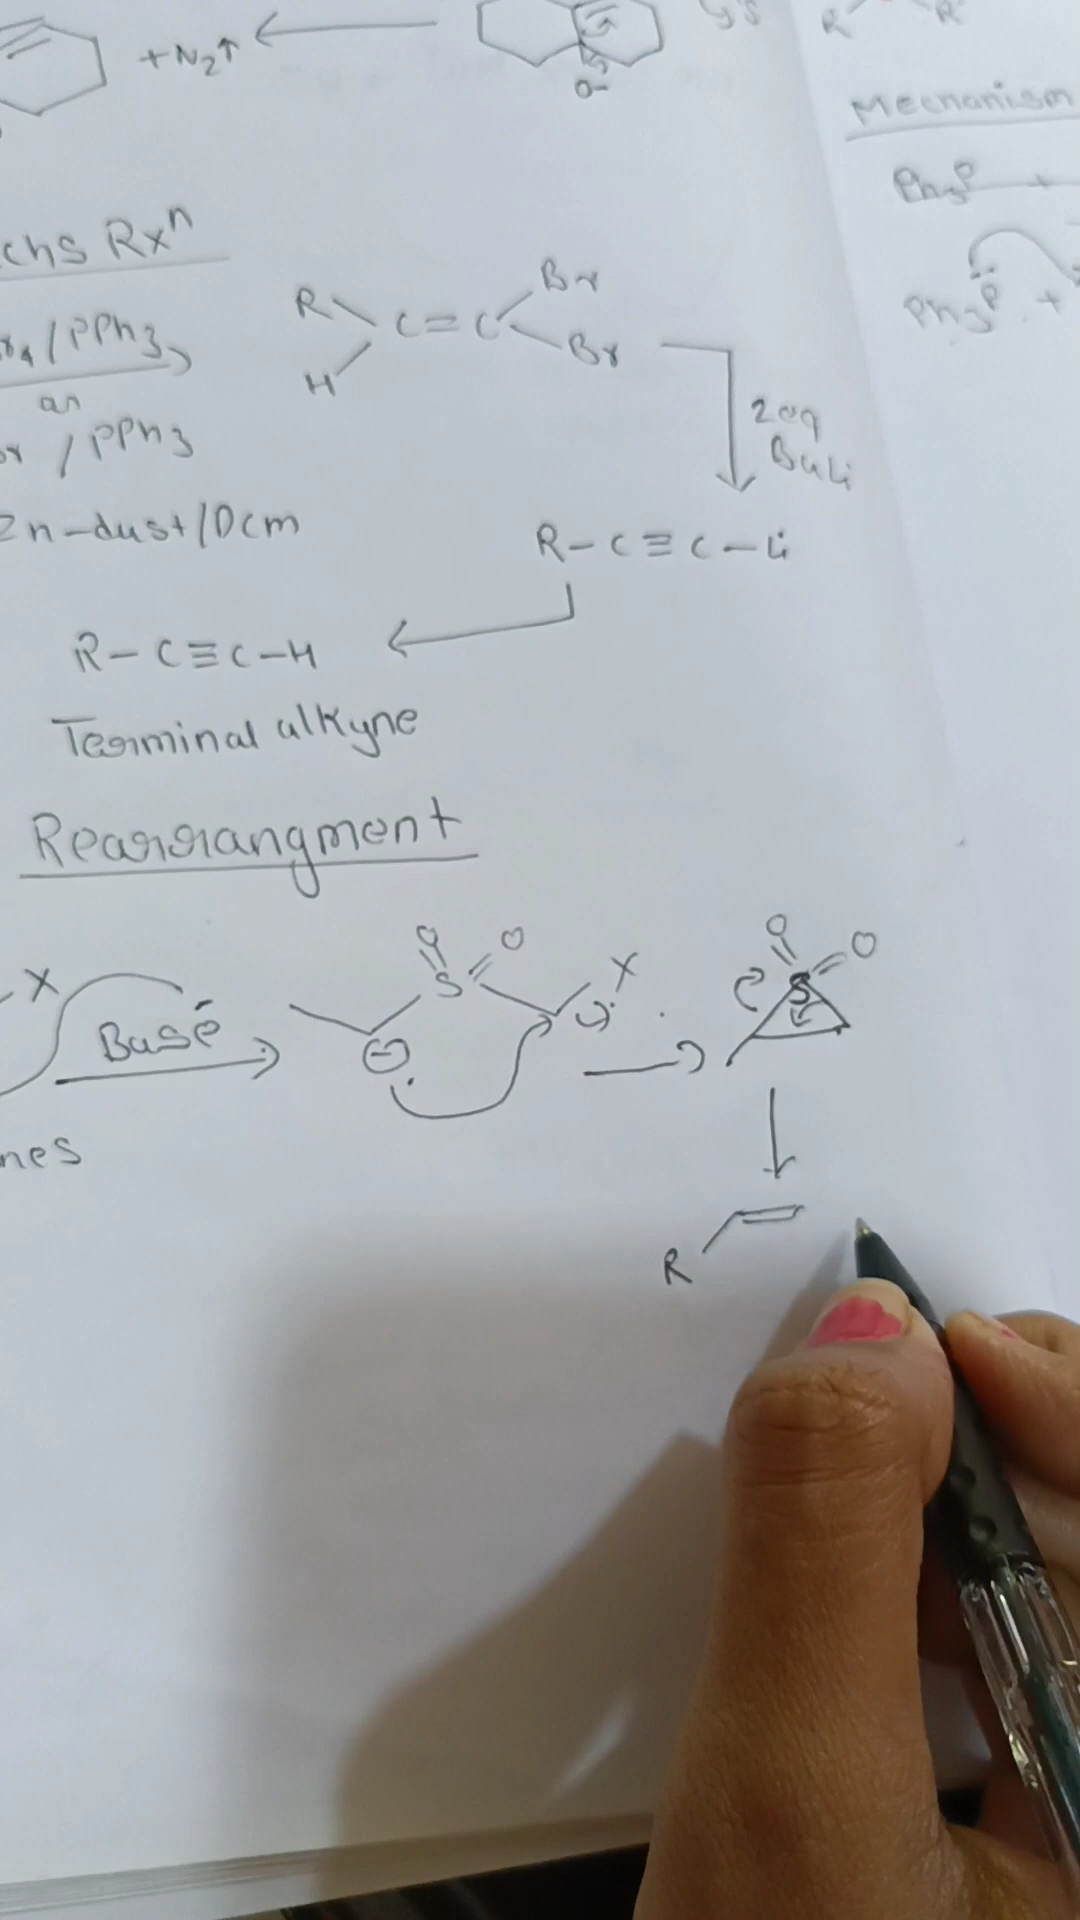 + N₂↑
O-
R R'
Mechanism
Ph₃P +
Ph₃P +
chs Rxⁿ
/PPh₃
an
/PPh₃
Zn-dust/Dcm
R
H
C=C
Br
Br
2eq
BuLi
R-C≡C-Li
R-C≡C-H
Terminal alkyne
Rearrangment
X
Base
nes
O O
S
X
⊖
O O
S
R